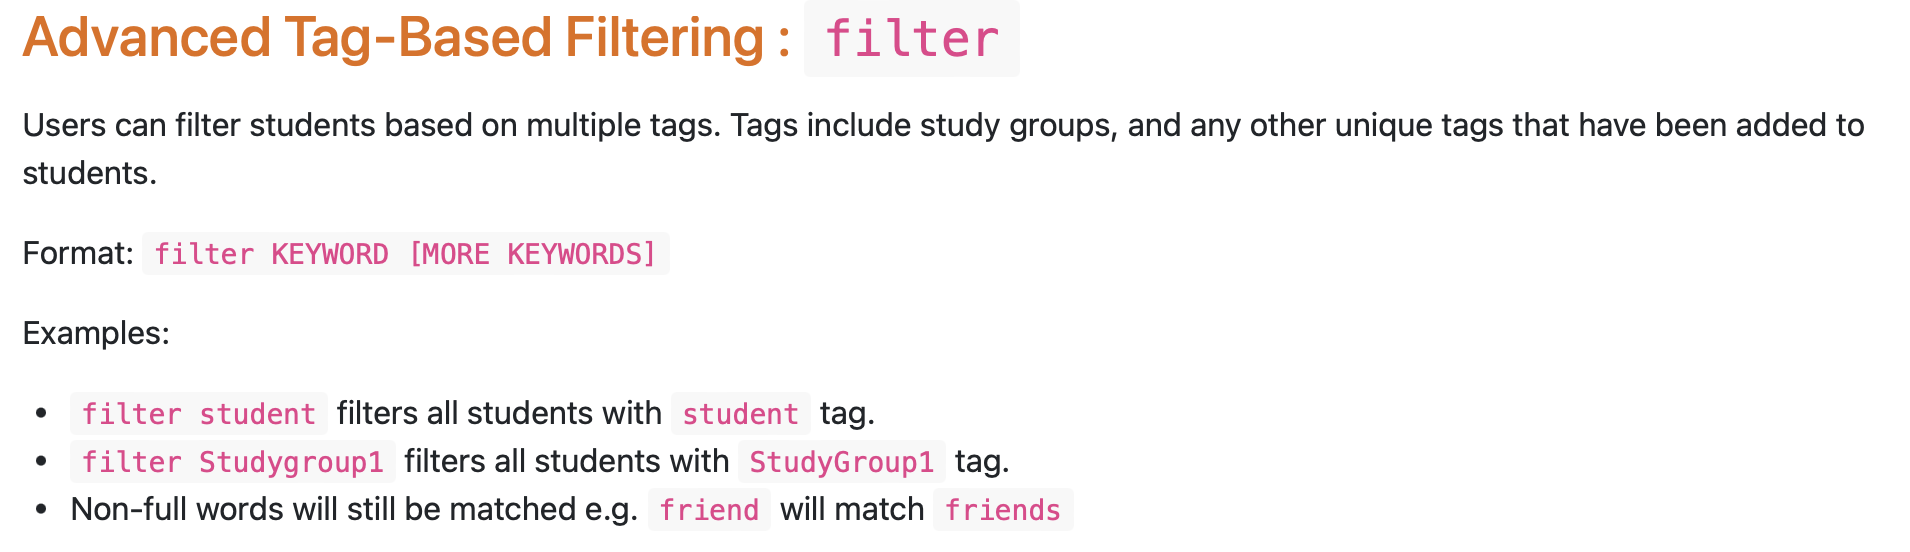 Advanced Tag-Based Filtering : filter
Users can filter students based on multiple tags. Tags include study groups, and any other unique tags that have been added to
students.
Format: filter KEYWORD [MORE KEYWORDS]
Examples:
• filter student filters all students with student tag.
• filter Studygroup1 filters all students with StudyGroup1 tag.
• Non-full words will still be matched e.g. friend will match friends